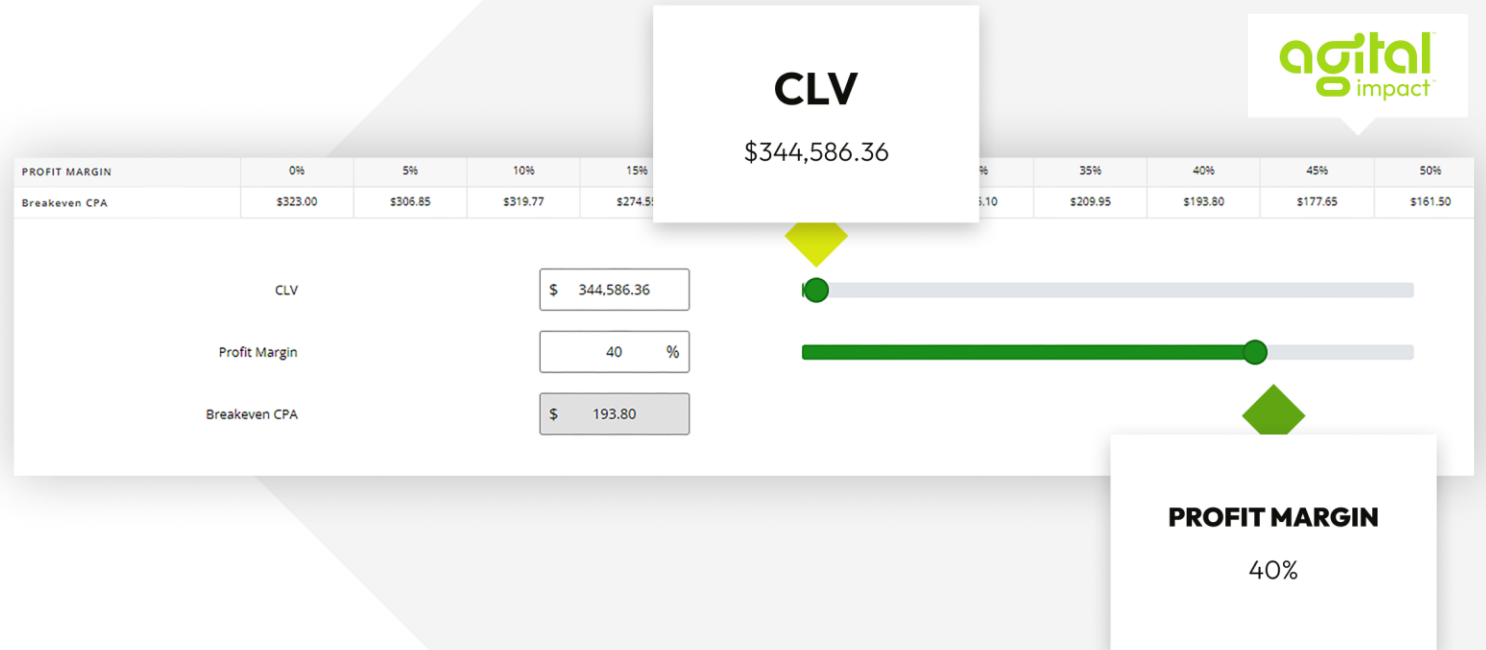 CLV
$344,586.36
agital
impact
PROFIT MARGIN 0% 5% 10% 15% 35% 40% 45% 50%
Breakeven CPA $323.00 $306.85 $319.77 $209.95 $193.80 $177.65 $161.50
CLV $ 344,586.36
Profit Margin 40 %
Breakeven CPA $ 193.80
PROFIT MARGIN
40%